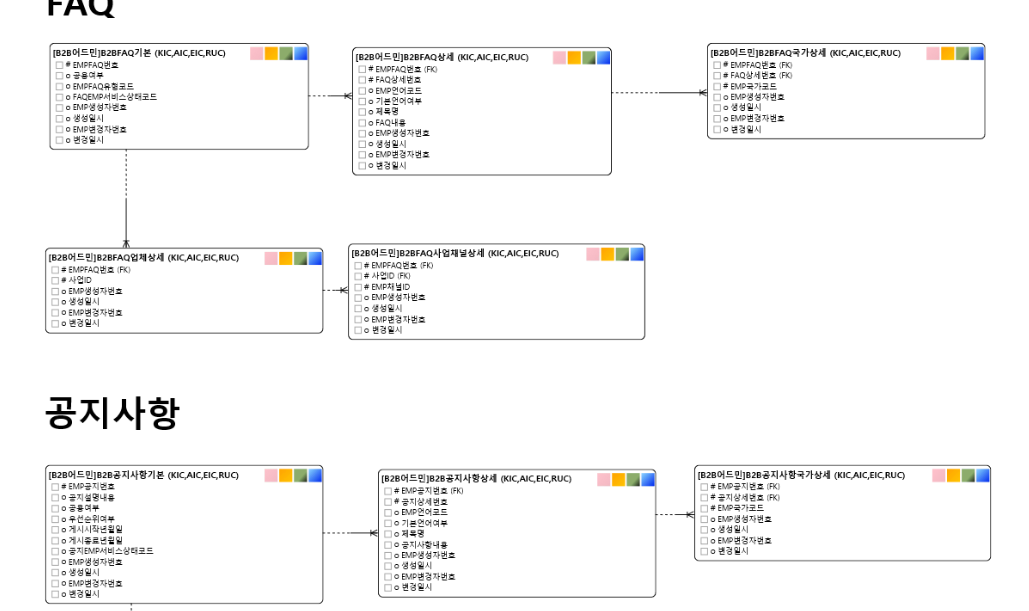 FAQ
[B2B어드민]B2BFAQ기본 (KIC,AIC,EIC,RUC)
# EMPFAQ번호
o 공용여부
o EMPFAQ유형코드
o FAQEMP서비스상태코드
o EMP생성자번호
o 생성일시
o EMP변경자번호
o 변경일시
[B2B어드민]B2BFAQ상세 (KIC,AIC,EIC,RUC)
# EMPFAQ번호 (FK)
# FAQ상세번호
o EMP언어코드
o 기본언어여부
o 제목명
o FAQ내용
o EMP생성자번호
o 생성일시
o EMP변경자번호
o 변경일시
[B2B어드민]B2BFAQ국가상세 (KIC,AIC,EIC,RUC)
# EMPFAQ번호 (FK)
# FAQ상세번호 (FK)
# EMP국가코드
o EMP생성자번호
o 생성일시
o EMP변경자번호
o 변경일시
[B2B어드민]B2BFAQ업체상세 (KIC,AIC,EIC,RUC)
# EMPFAQ번호 (FK)
# 사업ID
o EMP생성자번호
o 생성일시
o EMP변경자번호
o 변경일시
[B2B어드민]B2BFAQ사업채널상세 (KIC,AIC,EIC,RUC)
# EMPFAQ번호 (FK)
# 사업ID (FK)
# EMP채널ID
o EMP생성자번호
o 생성일시
o EMP변경자번호
o 변경일시
공지사항
[B2B어드민]B2B공지사항기본 (KIC,AIC,EIC,RUC)
# EMP공지번호
o 공지설명내용
o 공용여부
o 우선순위여부
o 게시시작년월일
o 게시종료년월일
o 공지EMP서비스상태코드
o EMP생성자번호
o 생성일시
o EMP변경자번호
o 변경일시
[B2B어드민]B2B공지사항상세 (KIC,AIC,EIC,RUC)
# EMP공지번호 (FK)
# 공지상세번호
o EMP언어코드
o 기본언어여부
o 제목명
o 공지사항내용
o EMP생성자번호
o 생성일시
o EMP변경자번호
o 변경일시
[B2B어드민]B2B공지사항국가상세 (KIC,AIC,EIC,RUC)
# EMP공지번호 (FK)
# 공지상세번호 (FK)
# EMP국가코드
o EMP생성자번호
o 생성일시
o EMP변경자번호
o 변경일시